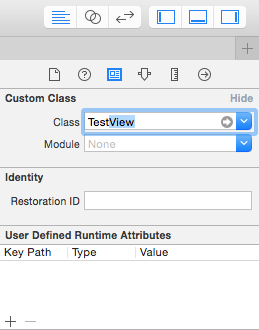 Custom Class Hide
Class TestView
Module None
Identity
Restoration ID
User Defined Runtime Attributes
Key Path Type Value